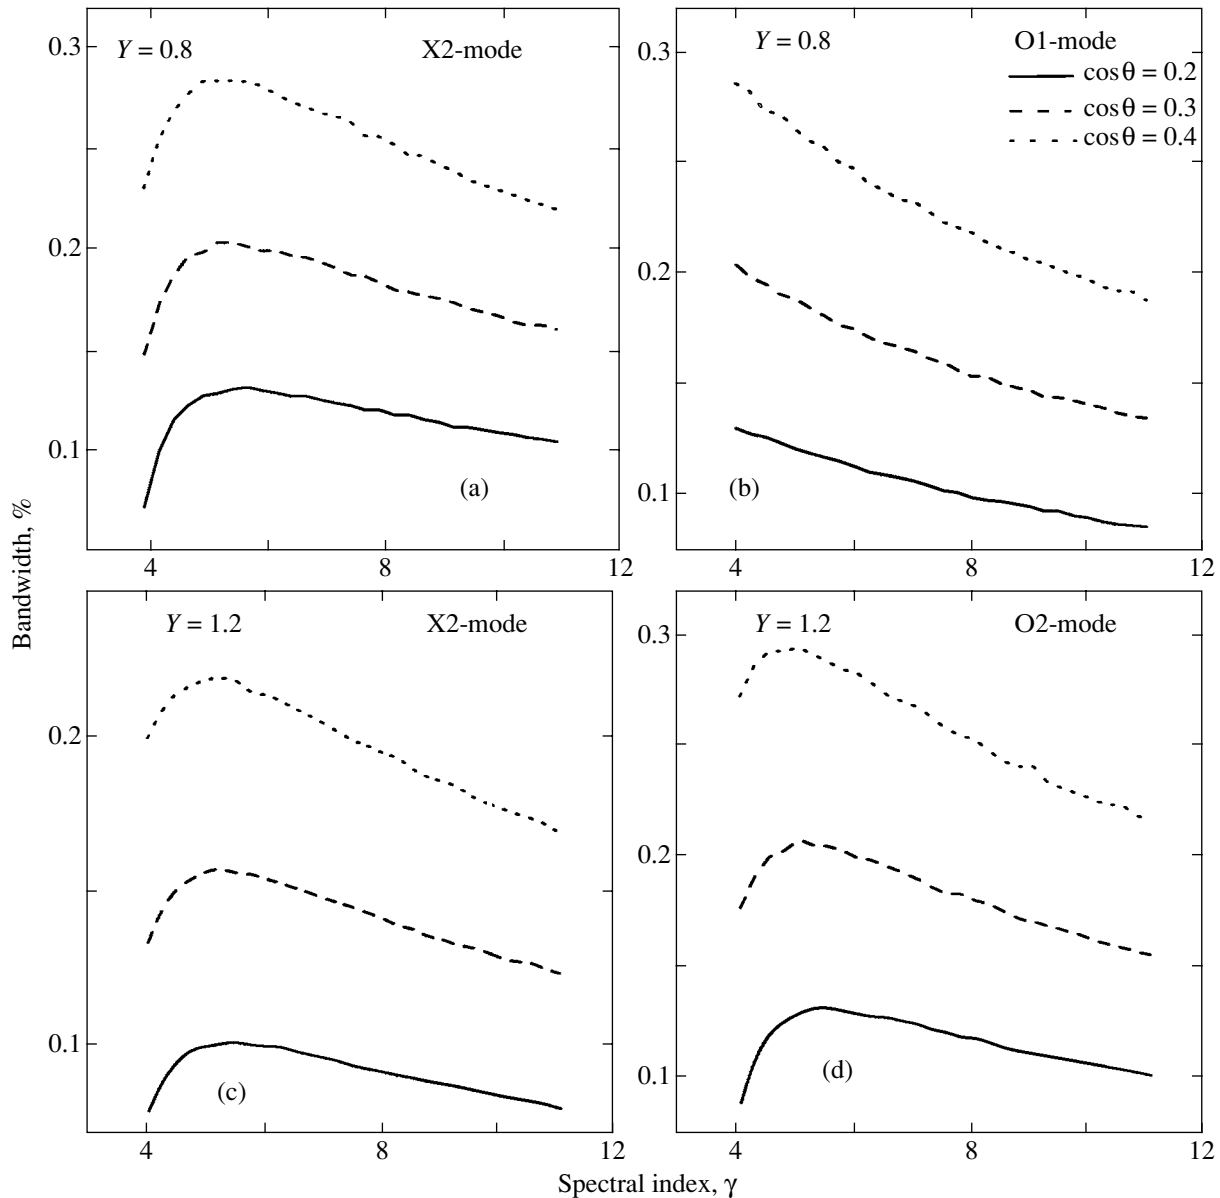 Bandwidth, %
0.3
0.2
0.1
Y = 0.8
X2-mode
(a)
4
8
12
0.3
0.2
0.1
Y = 0.8
O1-mode
cos θ = 0.2
cos θ = 0.3
cos θ = 0.4
(b)
4
8
12
0.2
0.1
Y = 1.2
X2-mode
(c)
4
8
12
0.3
0.2
0.1
Y = 1.2
O2-mode
(d)
4
8
12
Spectral index, γ